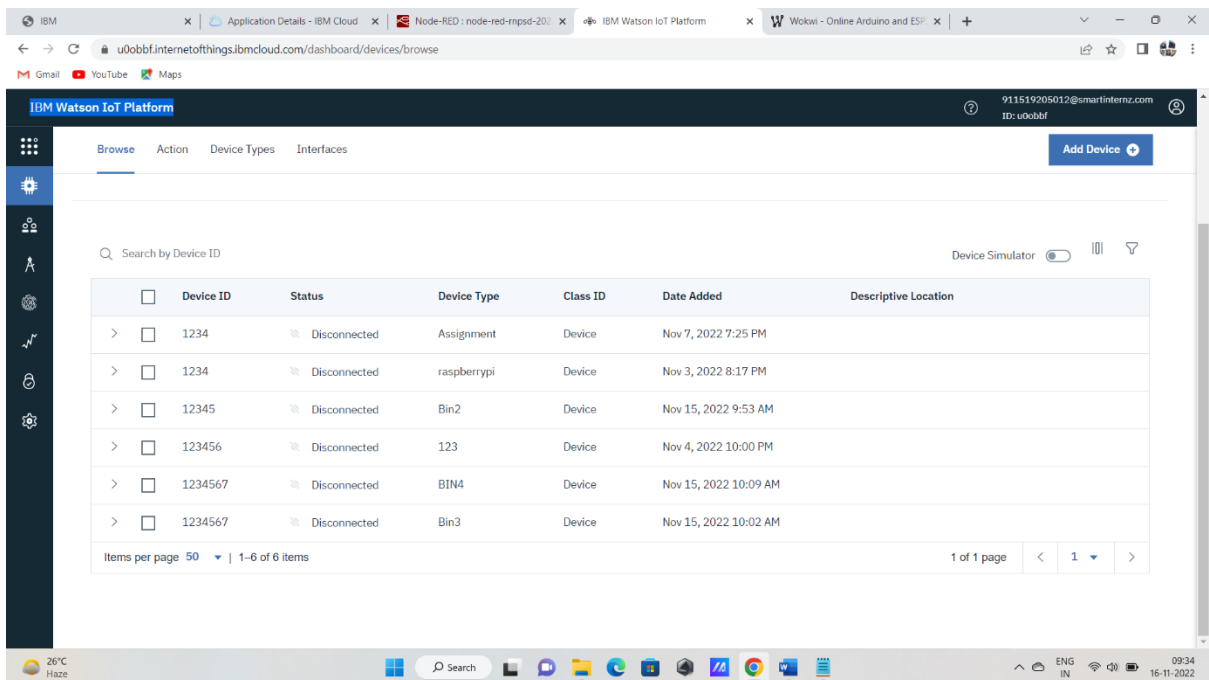 IBM
Application Details - IBM Cloud
Node-RED : node-red-rnpsd-202
IBM Watson IoT Platform
Wokwi - Online Arduino and ESP
u0obbf.internetofthings.ibmcloud.com/dashboard/devices/browse
Gmail YouTube Maps
IBM Watson IoT Platform
911519205012@smartinternz.com
ID: u0obbf
Browse Action Device Types Interfaces Add Device
Search by Device ID Device Simulator
Device ID Status Device Type Class ID Date Added Descriptive Location
1234 Disconnected Assignment Device Nov 7, 2022 7:25 PM
1234 Disconnected raspberrypi Device Nov 3, 2022 8:17 PM
12345 Disconnected Bin2 Device Nov 15, 2022 9:53 AM
123456 Disconnected 123 Device Nov 4, 2022 10:00 PM
1234567 Disconnected BIN4 Device Nov 15, 2022 10:09 AM
1234567 Disconnected Bin3 Device Nov 15, 2022 10:02 AM
Items per page 50 | 1–6 of 6 items 1 of 1 page 1
26°C
Haze
Search
ENG
IN
09:34
16-11-2022